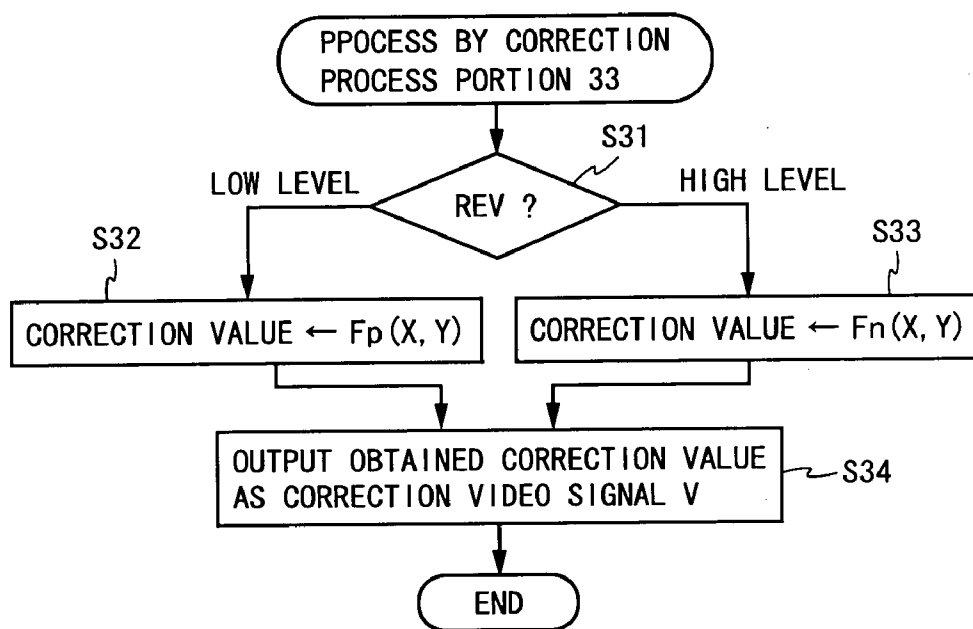 PPOCESS BY CORRECTION
PROCESS PORTION 33
S31
LOW LEVEL
REV ?
HIGH LEVEL
S32
S33
CORRECTION VALUE ← Fp(X, Y)
CORRECTION VALUE ← Fn(X, Y)
OUTPUT OBTAINED CORRECTION VALUE
AS CORRECTION VIDEO SIGNAL V
S34
END